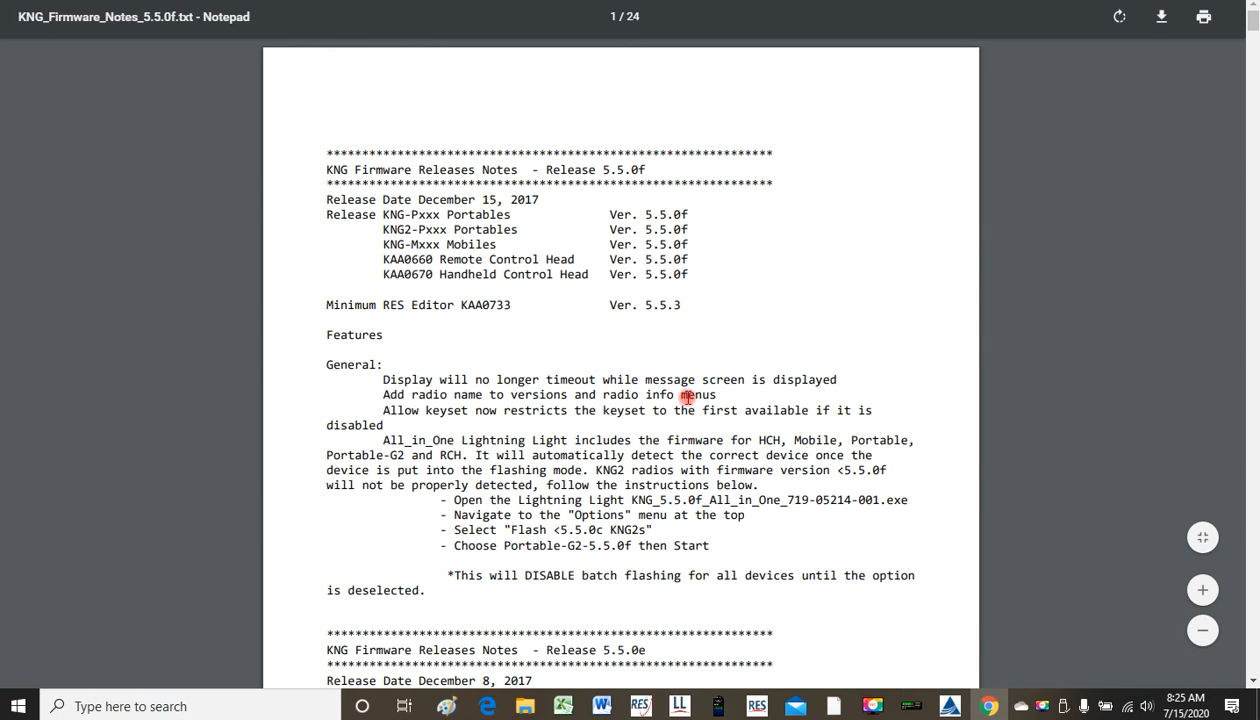 KNG_Firmware_Notes_5.5.0f.txt - Notepad
1 / 24
******************************************************************
KNG Firmware Releases Notes - Release 5.5.0f
******************************************************************
Release Date December 15, 2017
Release KNG-Pxxx Portables Ver. 5.5.0f
KNG2-Pxxx Portables Ver. 5.5.0f
KNG-Mxxx Mobiles Ver. 5.5.0f
KAA0660 Remote Control Head Ver. 5.5.0f
KAA0670 Handheld Control Head Ver. 5.5.0f
Minimum RES Editor KAA0733 Ver. 5.5.3
Features
General:
Display will no longer timeout while message screen is displayed
Add radio name to versions and radio info menus
Allow keyset now restricts the keyset to the first available if it is
disabled
All_in_One Lightning Light includes the firmware for HCH, Mobile, Portable,
Portable-G2 and RCH. It will automatically detect the correct device once the
device is put into the flashing mode. KNG2 radios with firmware version <5.5.0f
will not be properly detected, follow the instructions below.
- Open the Lightning Light KNG_5.5.0f_All_in_One_719-05214-001.exe
- Navigate to the "Options" menu at the top
- Select "Flash <5.5.0c KNG2s"
- Choose Portable-G2-5.5.0f then Start
*This will DISABLE batch flashing for all devices until the option
is deselected.
******************************************************************
KNG Firmware Releases Notes - Release 5.5.0e
******************************************************************
Release Date December 8, 2017
Type here to search
RES
LL
RES
8:25 AM
7/15/2020